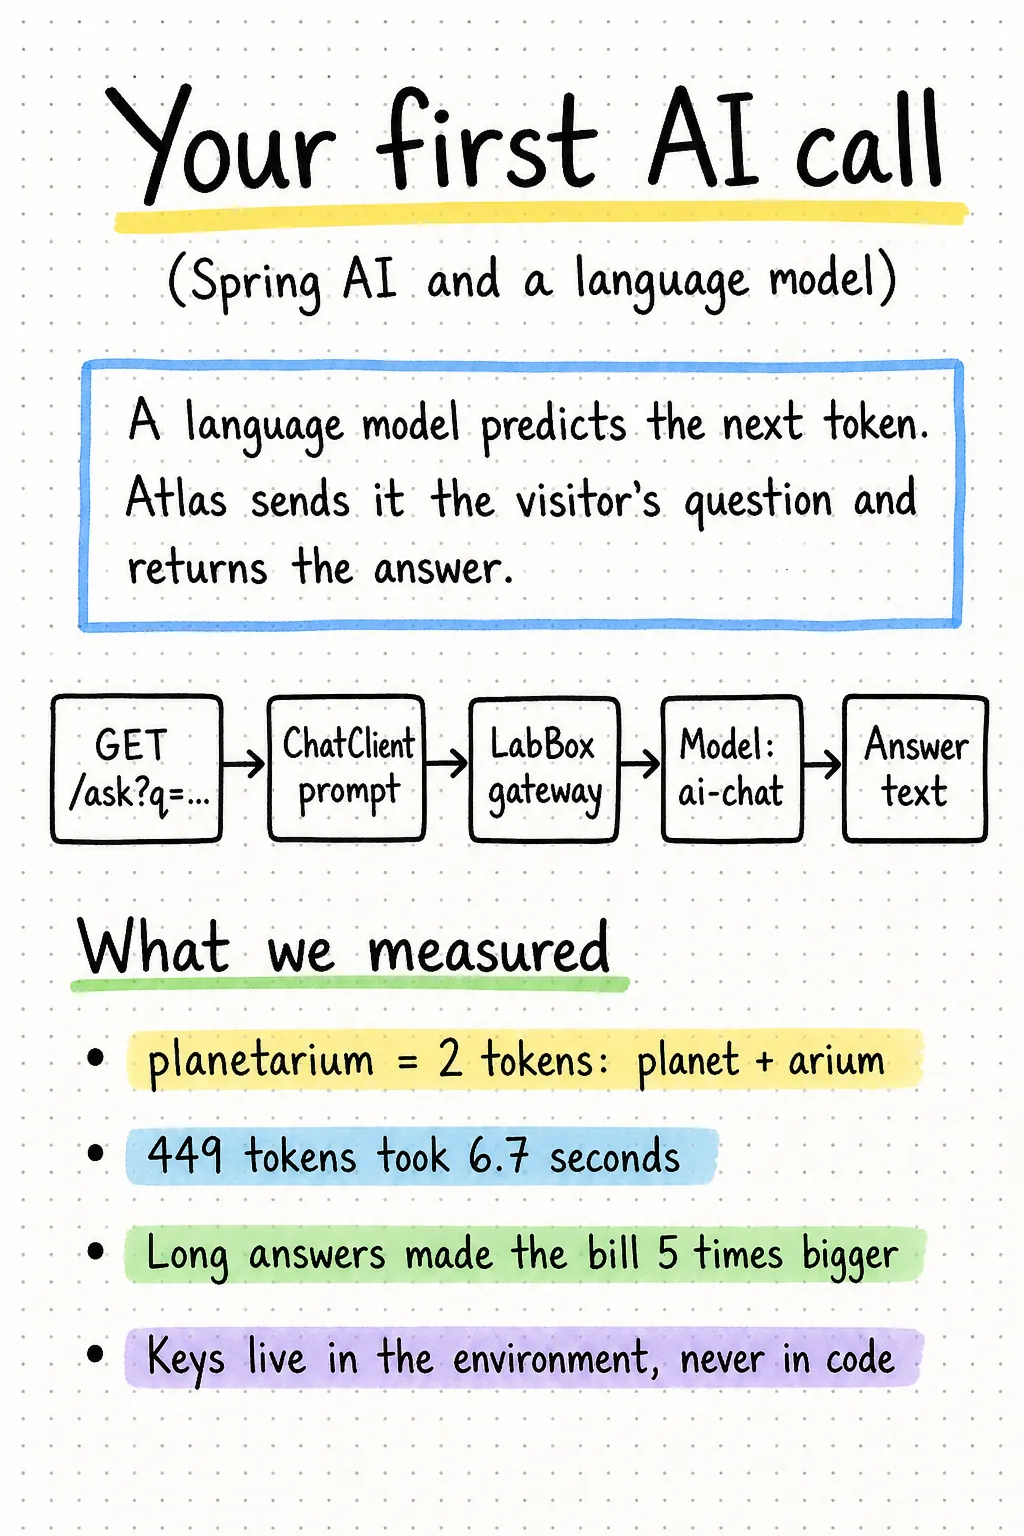 Your first AI call
(Spring AI and a language model)
A language model predicts the next token.
Atlas sends it the visitor's question and
returns the answer.
GET
/ask?q=...
ChatClient
prompt
LabBox
gateway
Model:
ai-chat
Answer
text
What we measured
• planetarium = 2 tokens: planet + arium
• 449 tokens took 6.7 seconds
• Long answers made the bill 5 times bigger
• Keys live in the environment, never in code